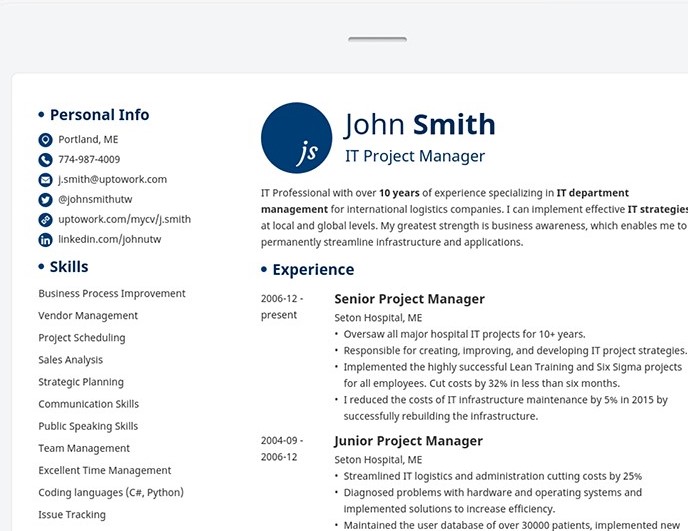 Personal Info
Portland, ME
774-987-4009
j.smith@uptowork.com
@johnsmithutw
uptowork.com/mycv/j.smith
linkedin.com/johnutw
Skills
Business Process Improvement
Vendor Management
Project Scheduling
Sales Analysis
Strategic Planning
Communication Skills
Public Speaking Skills
Team Management
Excellent Time Management
Coding languages (C#, Python)
Issue Tracking
js
John Smith
IT Project Manager
IT Professional with over 10 years of experience specializing in IT department
management for international logistics companies. I can implement effective IT strategies
at local and global levels. My greatest strength is business awareness, which enables me to
permanently streamline infrastructure and applications.
Experience
2006-12 -
present
Senior Project Manager
Seton Hospital, ME
• Oversaw all major hospital IT projects for 10+ years.
• Responsible for creating, improving, and developing IT project strategies.
• Implemented the highly successful Lean Training and Six Sigma projects
for all employees. Cut costs by 32% in less than six months.
• I reduced the costs of IT infrastructure maintenance by 5% in 2015 by
successfully rebuilding the infrastructure.
2004-09 -
2006-12
Junior Project Manager
Seton Hospital, ME
• Streamlined IT logistics and administration cutting costs by 25%
• Diagnosed problems with hardware and operating systems and
implemented solutions to increase efficiency.
• Maintained the user database of over 30000 patients, implemented new